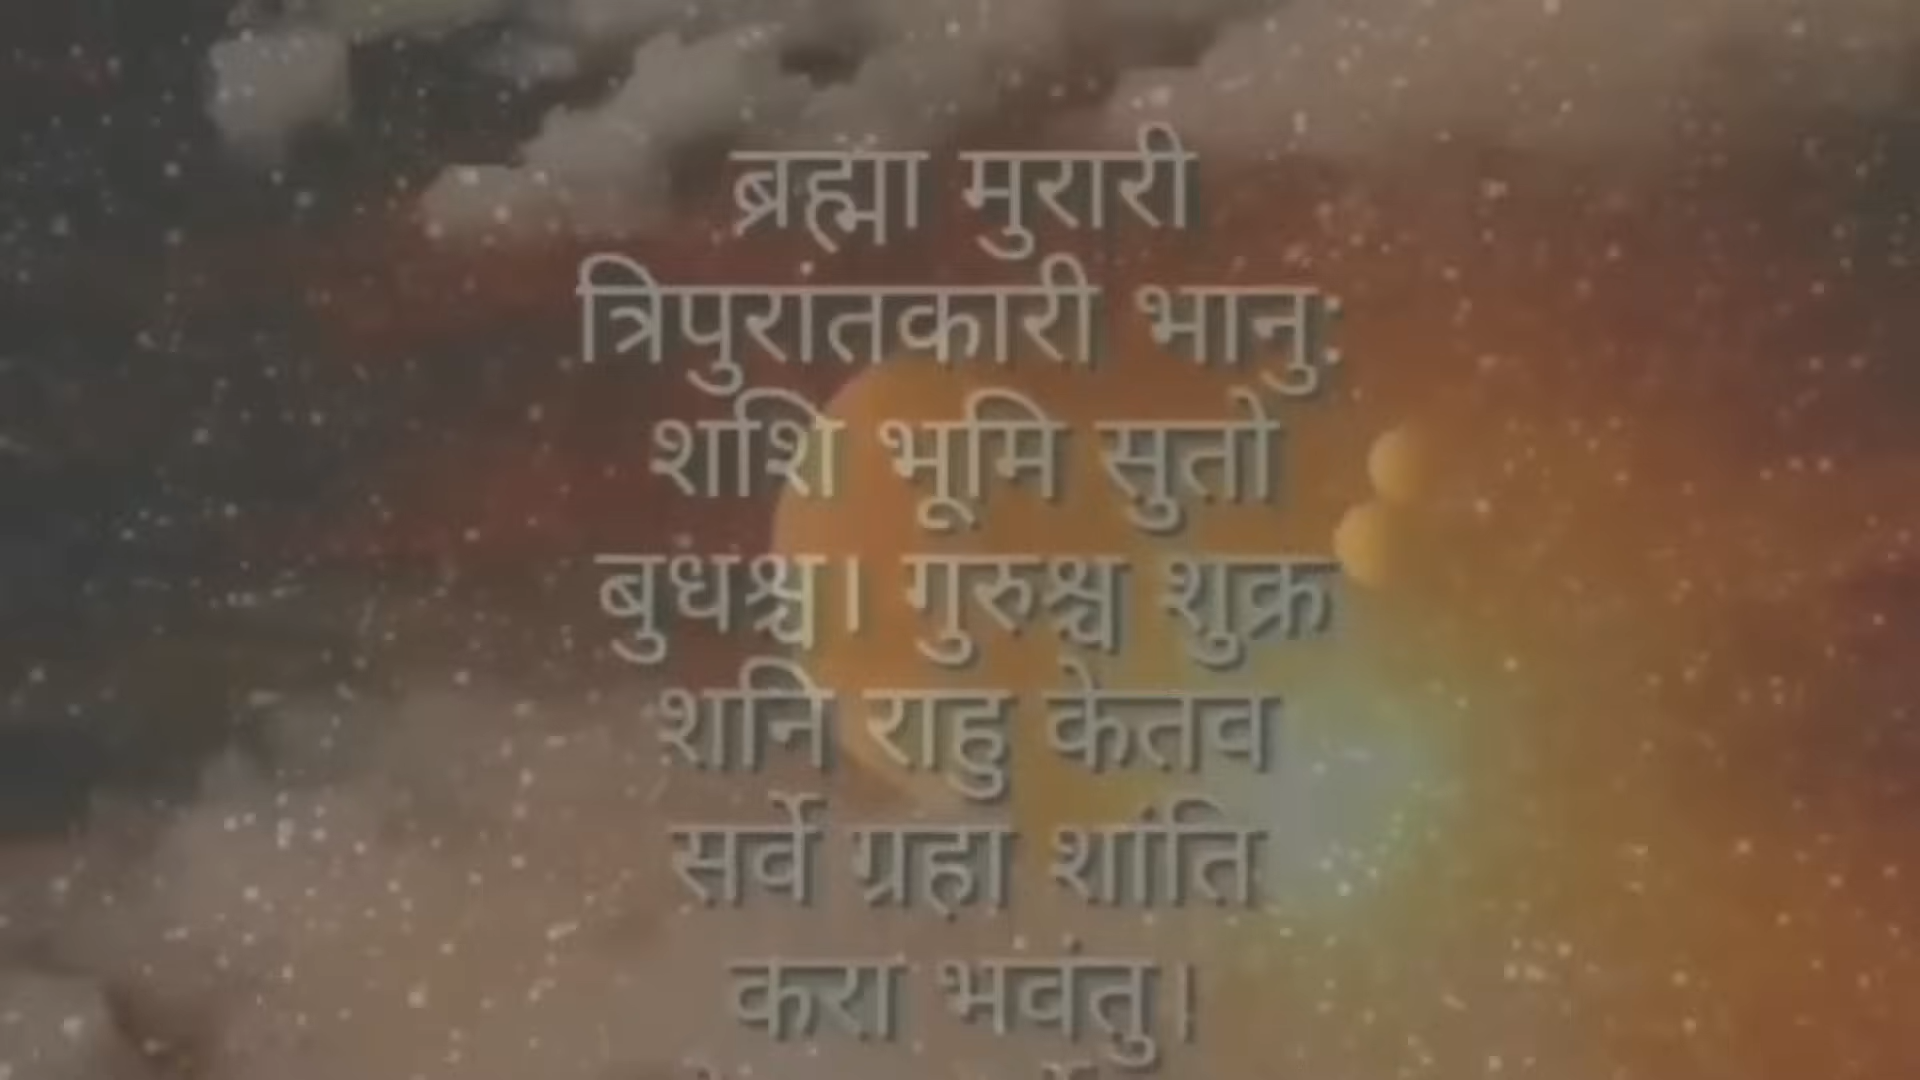 ब्रह्मा मुरारी
त्रिपुरांतकारी भानु:
शशि भूमि सुतो
बुधश्च। गुरुश्च शुक्र
शनि राहु केतव
सर्वे ग्रहा शांति
करा भवंतु।